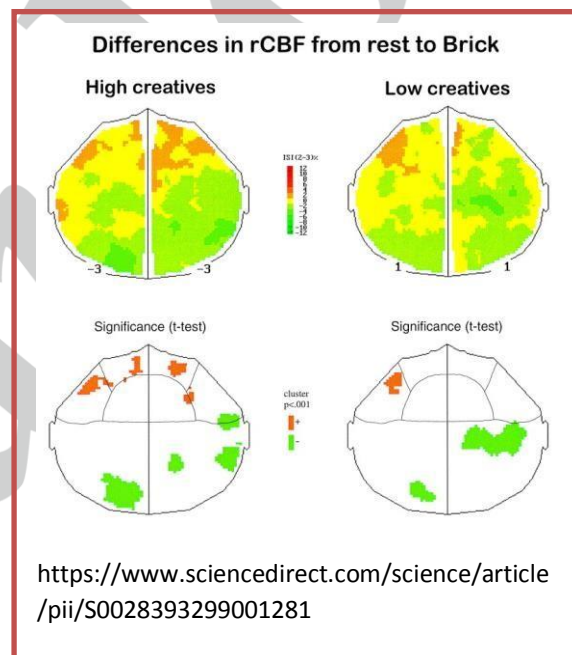 Differences in rCBF from rest to Brick
High creatives
Low creatives
-3
-3
1
1
Significance (t-test)
Significance (t-test)
cluster
p<.001
+
-
https://www.sciencedirect.com/science/article
/pii/S0028393299001281